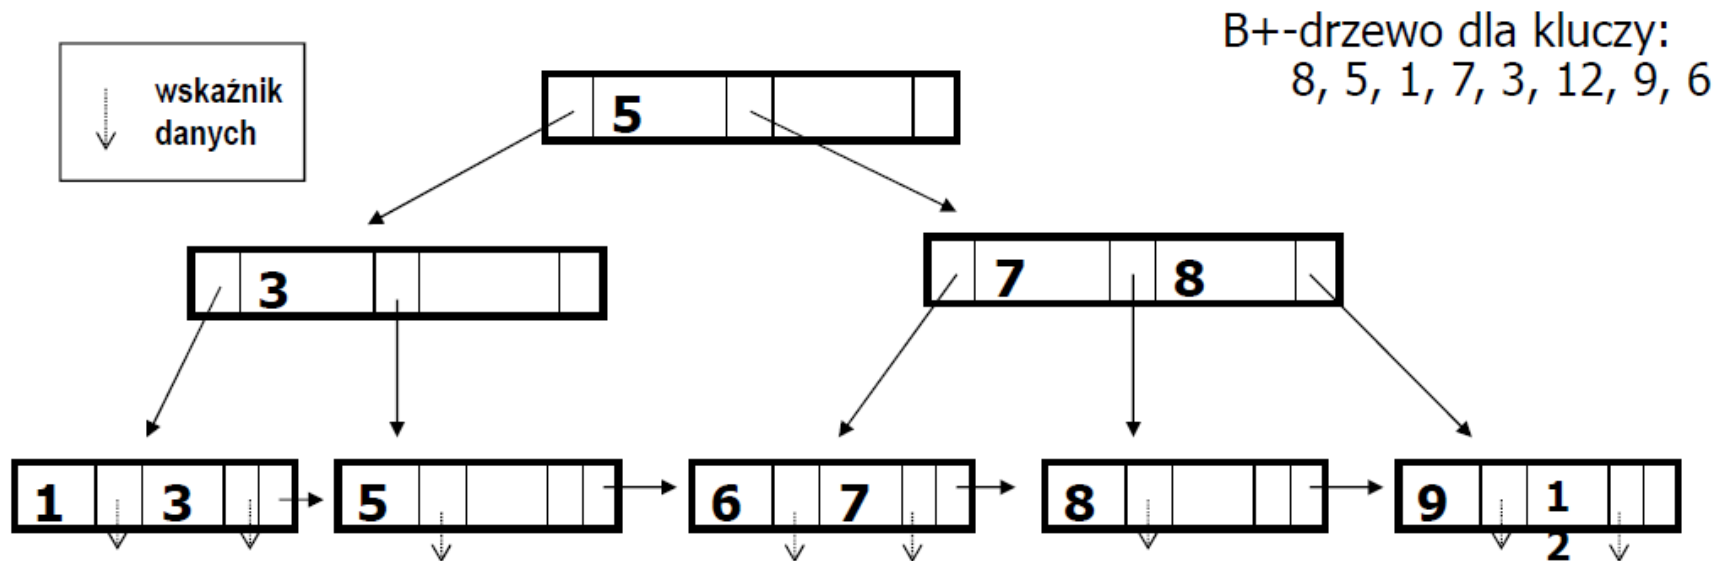 B+-drzewo dla kluczy:
8, 5, 1, 7, 3, 12, 9, 6
wskaźnik
danych
5
3
7 8
1 3 5 6 7 8 9 1
2